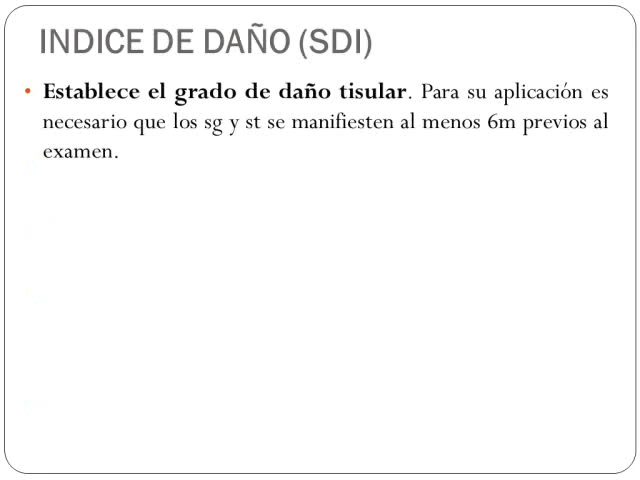 INDICE DE DAÑO (SDI)
• Establece el grado de daño tisular. Para su aplicación es
necesario que los sg y st se manifiesten al menos 6m previos al
examen.